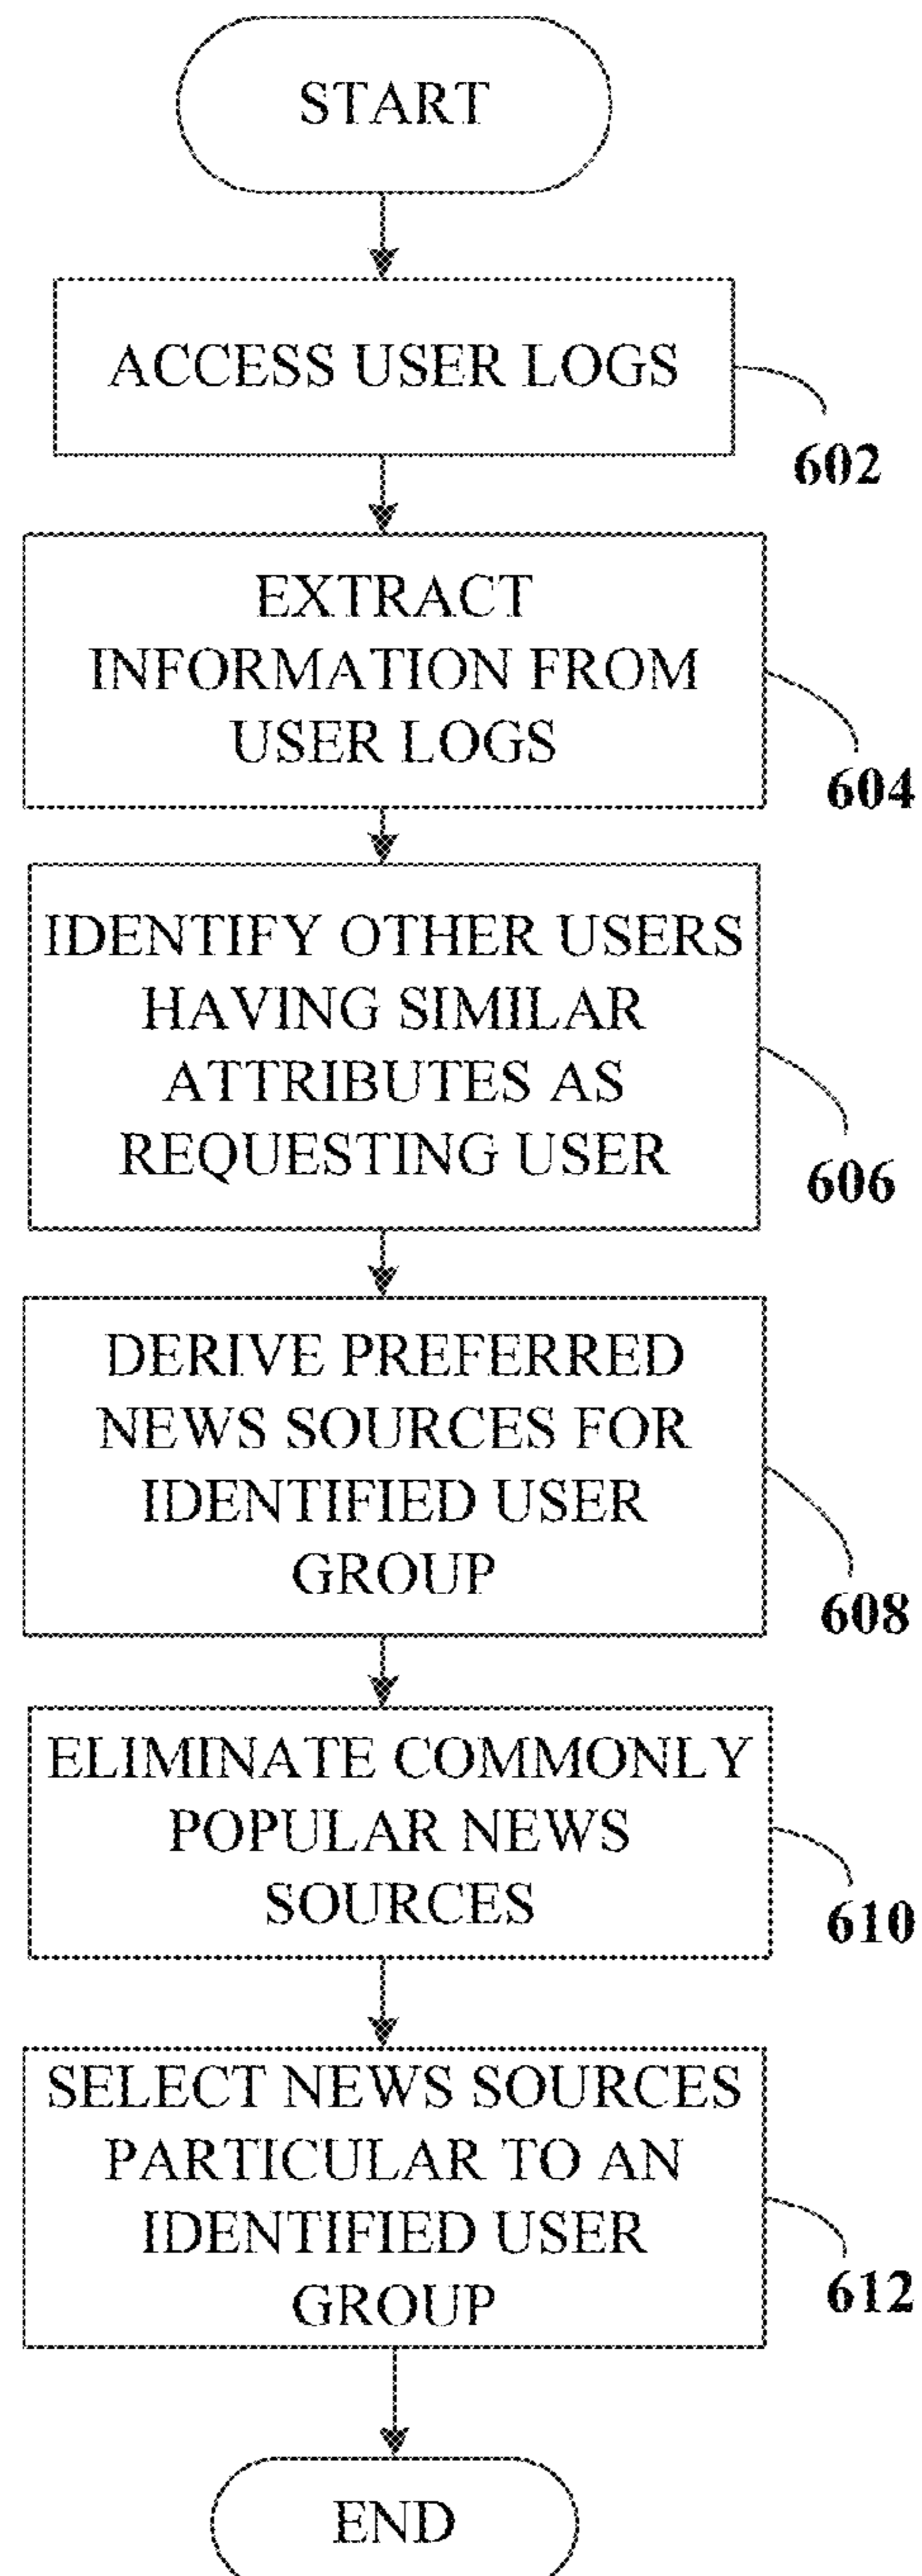 START
ACCESS USER LOGS
602
EXTRACT
INFORMATION FROM
USER LOGS
604
IDENTIFY OTHER USERS
HAVING SIMILAR
ATTRIBUTES AS
REQUESTING USER
606
DERIVE PREFERRED
NEWS SOURCES FOR
IDENTIFIED USER
GROUP
608
ELIMINATE COMMONLY
POPULAR NEWS
SOURCES
610
SELECT NEWS SOURCES
PARTICULAR TO AN
IDENTIFIED USER
GROUP
612
END